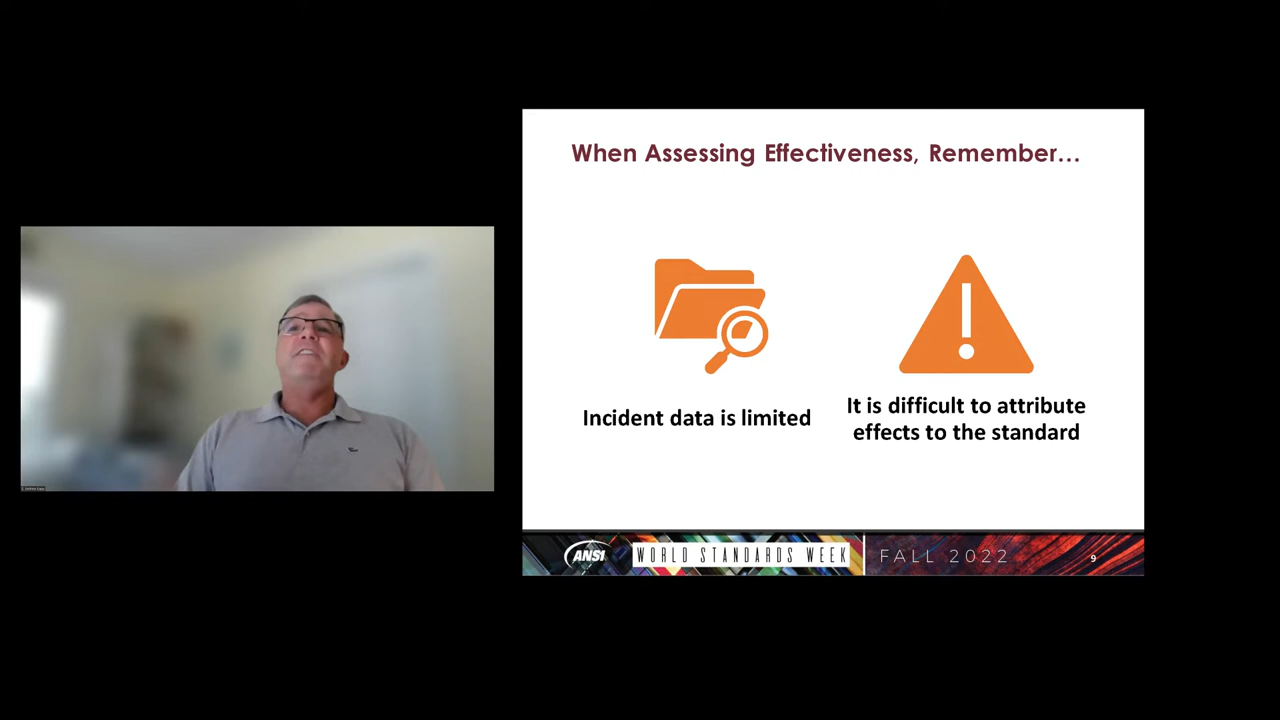 When Assessing Effectiveness, Remember...
Incident data is limited
It is difficult to attribute
effects to the standard
ANSI
WORLD STANDARDS WEEK
FALL 2022
9